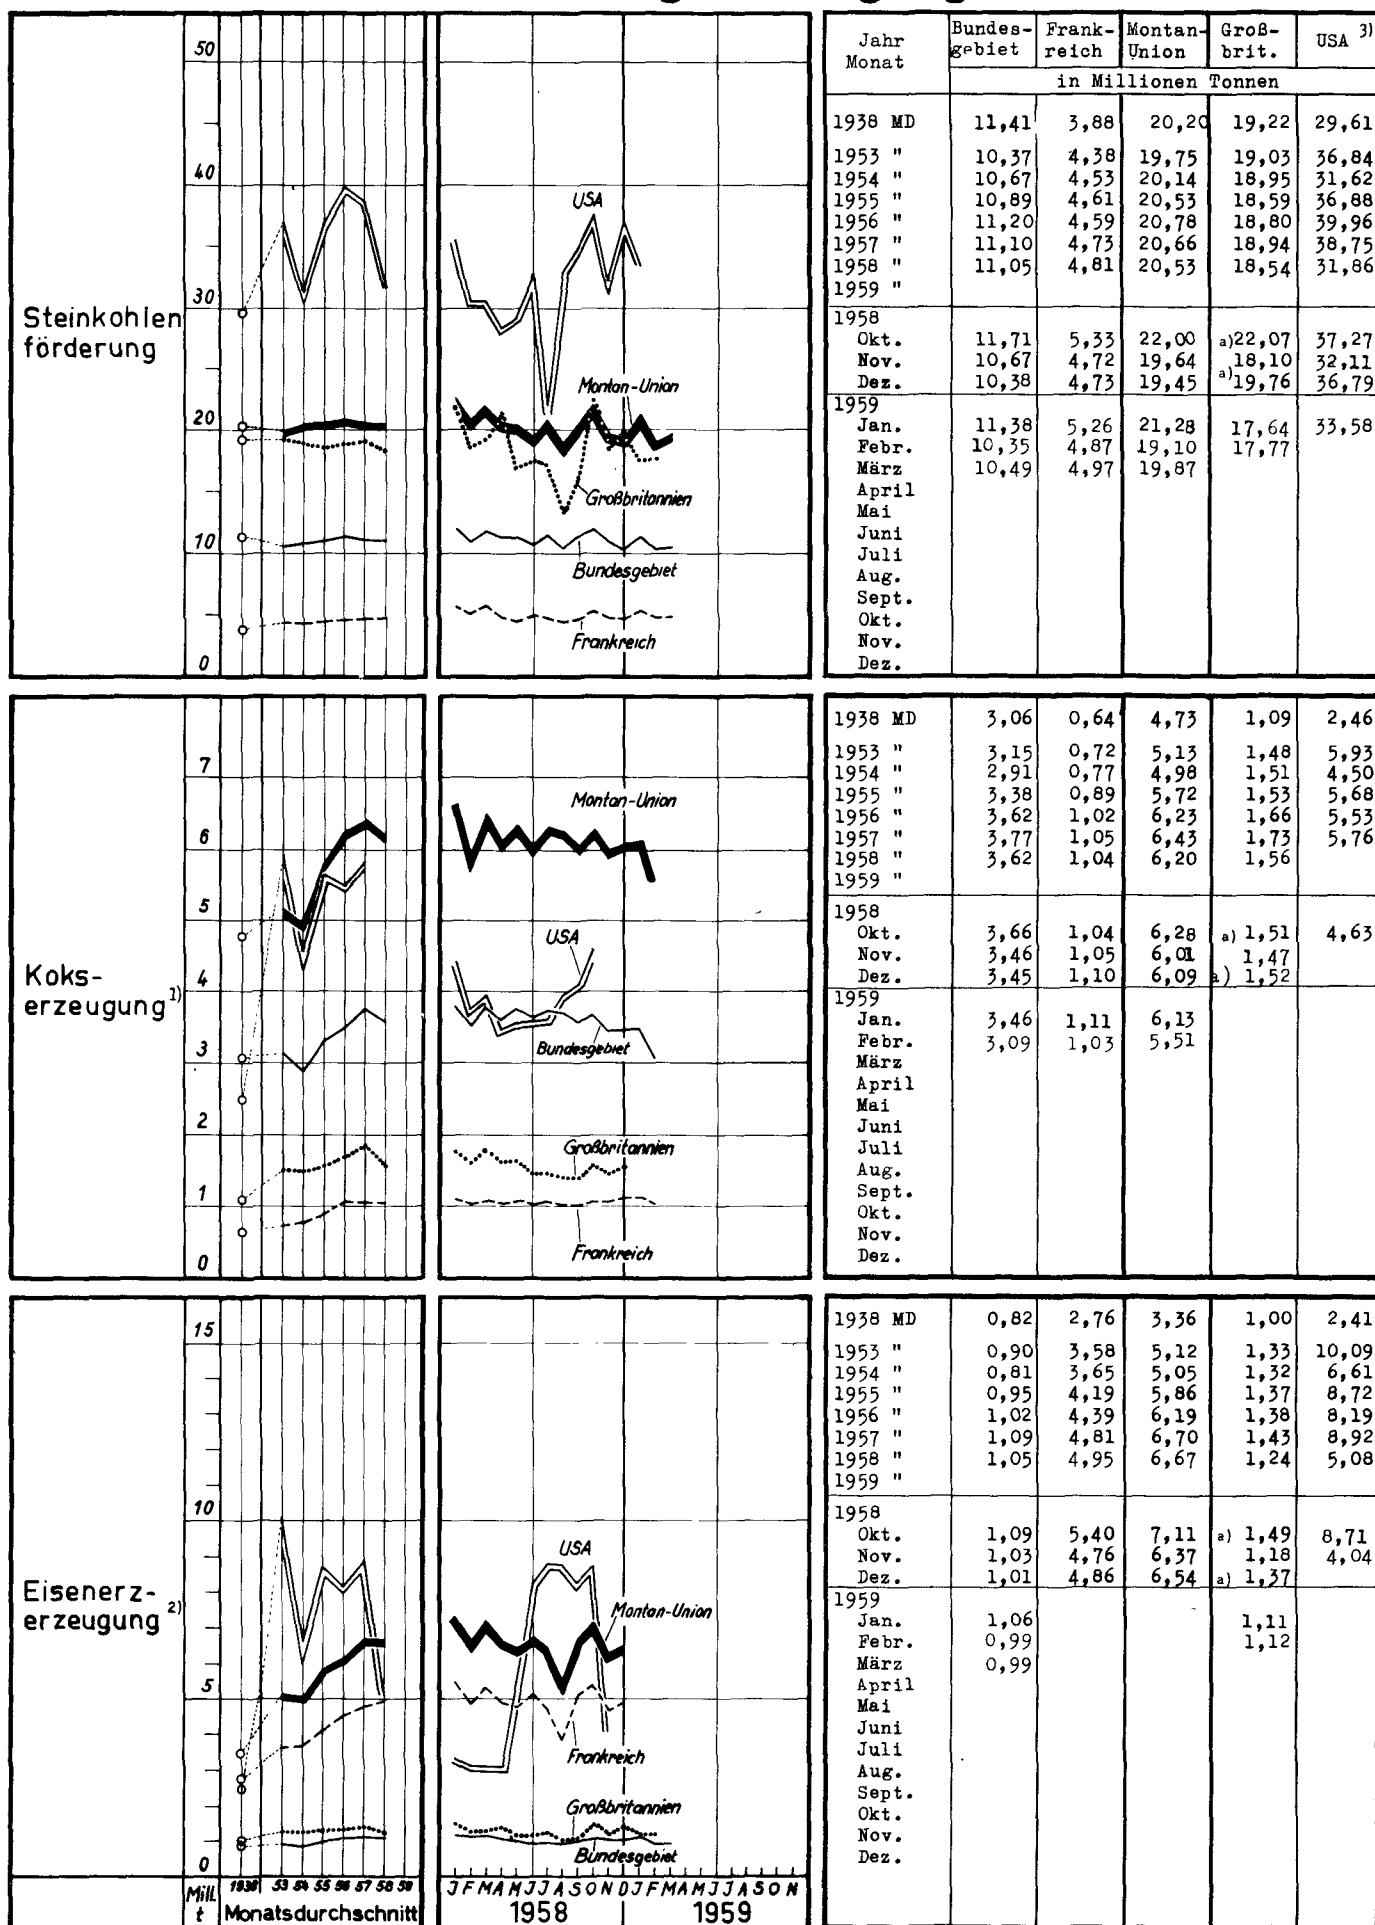 Jahr Monat | Bundes-gebiet | Frank-reich | Montan-Union | Groß-brit. | USA 3)
in Millionen Tonnen
Steinkohlen
förderung
50
40
30
20
10
0
USA
Montan-Union
Großbritannien
Bundesgebiet
Frankreich
1938 MD 11,41 3,88 20,20 19,22 29,61
1953 " 10,37 4,38 19,75 19,03 36,84
1954 " 10,67 4,53 20,14 18,95 31,62
1955 " 10,89 4,61 20,53 18,59 36,88
1956 " 11,20 4,59 20,78 18,80 39,96
1957 " 11,10 4,73 20,66 18,94 38,75
1958 " 11,05 4,81 20,53 18,54 31,86
1959 "
1958
Okt. 11,71 5,33 22,00 a)22,07 37,27
Nov. 10,67 4,72 19,64 18,10 32,11
Dez. 10,38 4,73 19,45 a)19,76 36,79
1959
Jan. 11,38 5,26 21,28 17,64 33,58
Febr. 10,35 4,87 19,10 17,77
März 10,49 4,97 19,87
April
Mai
Juni
Juli
Aug.
Sept.
Okt.
Nov.
Dez.
Koks-
erzeugung 1)
7
6
5
4
3
2
1
0
Montan-Union
USA
Bundesgebiet
Großbritannien
Frankreich
1938 MD 3,06 0,64 4,73 1,09 2,46
1953 " 3,15 0,72 5,13 1,48 5,93
1954 " 2,91 0,77 4,98 1,51 4,50
1955 " 3,38 0,89 5,72 1,53 5,68
1956 " 3,62 1,02 6,23 1,66 5,53
1957 " 3,77 1,05 6,43 1,73 5,76
1958 " 3,62 1,04 6,20 1,56
1959 "
1958
Okt. 3,66 1,04 6,28 a) 1,51 4,63
Nov. 3,46 1,05 6,01 1,47
Dez. 3,45 1,10 6,09 a) 1,52
1959
Jan. 3,46 1,11 6,13
Febr. 3,09 1,03 5,51
März
April
Mai
Juni
Juli
Aug.
Sept.
Okt.
Nov.
Dez.
Eisenerz-
erzeugung 2)
15
10
5
0
USA
Montan-Union
Frankreich
Großbritannien
Bundesgebiet
1938 MD 0,82 2,76 3,36 1,00 2,41
1953 " 0,90 3,58 5,12 1,33 10,09
1954 " 0,81 3,65 5,05 1,32 6,61
1955 " 0,95 4,19 5,86 1,37 8,72
1956 " 1,02 4,39 6,19 1,38 8,19
1957 " 1,09 4,81 6,70 1,43 8,92
1958 " 1,05 4,95 6,67 1,24 5,08
1959 "
1958
Okt. 1,09 5,40 7,11 a) 1,49 8,71
Nov. 1,03 4,76 6,37 1,18 4,04
Dez. 1,01 4,86 6,54 a) 1,37
1959
Jan. 1,06 1,11
Febr. 0,99 1,12
März 0,99
April
Mai
Juni
Juli
Aug.
Sept.
Okt.
Nov.
Dez.
Mill. t
1938 53 54 55 56 57 58 59
Monatsdurchschnitt
J F M A M J J A S O N D J F M A M J J A S O N
1958 1959